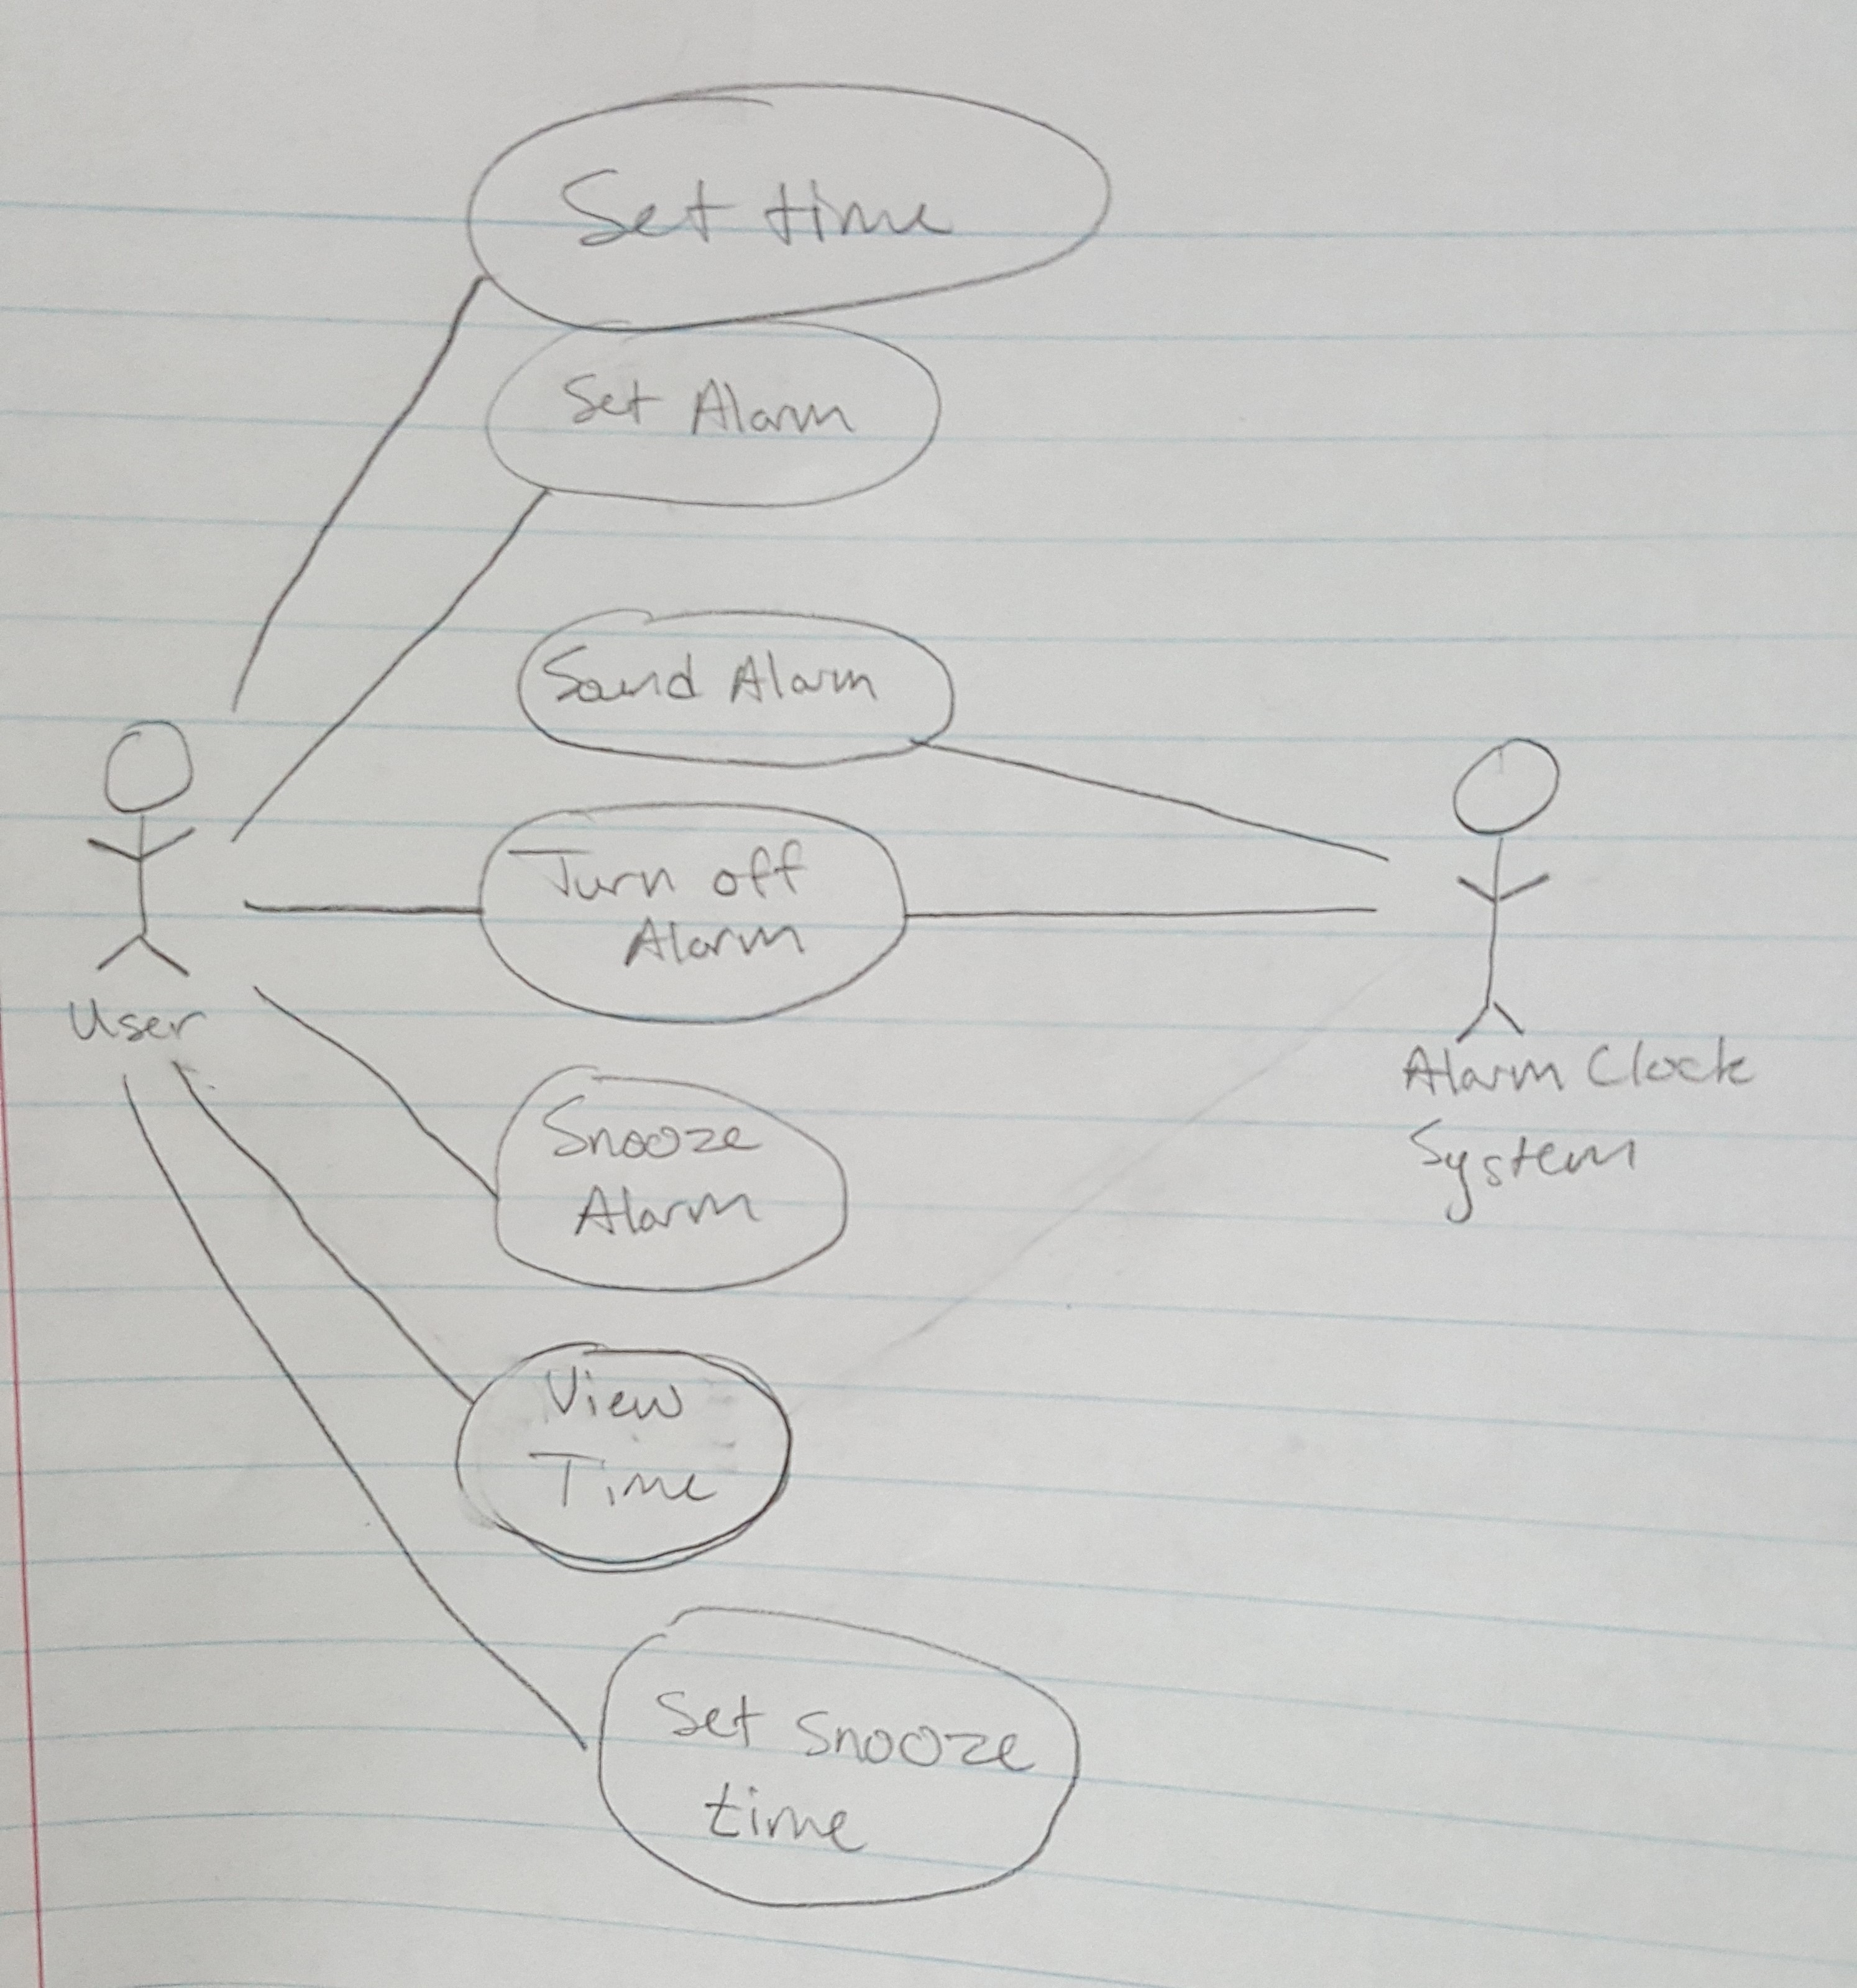 Set time
Set Alarm
Sound Alarm
Turn off
Alarm
User
Alarm Clock
System
Snooze
Alarm
View
Time
Set Snooze
time